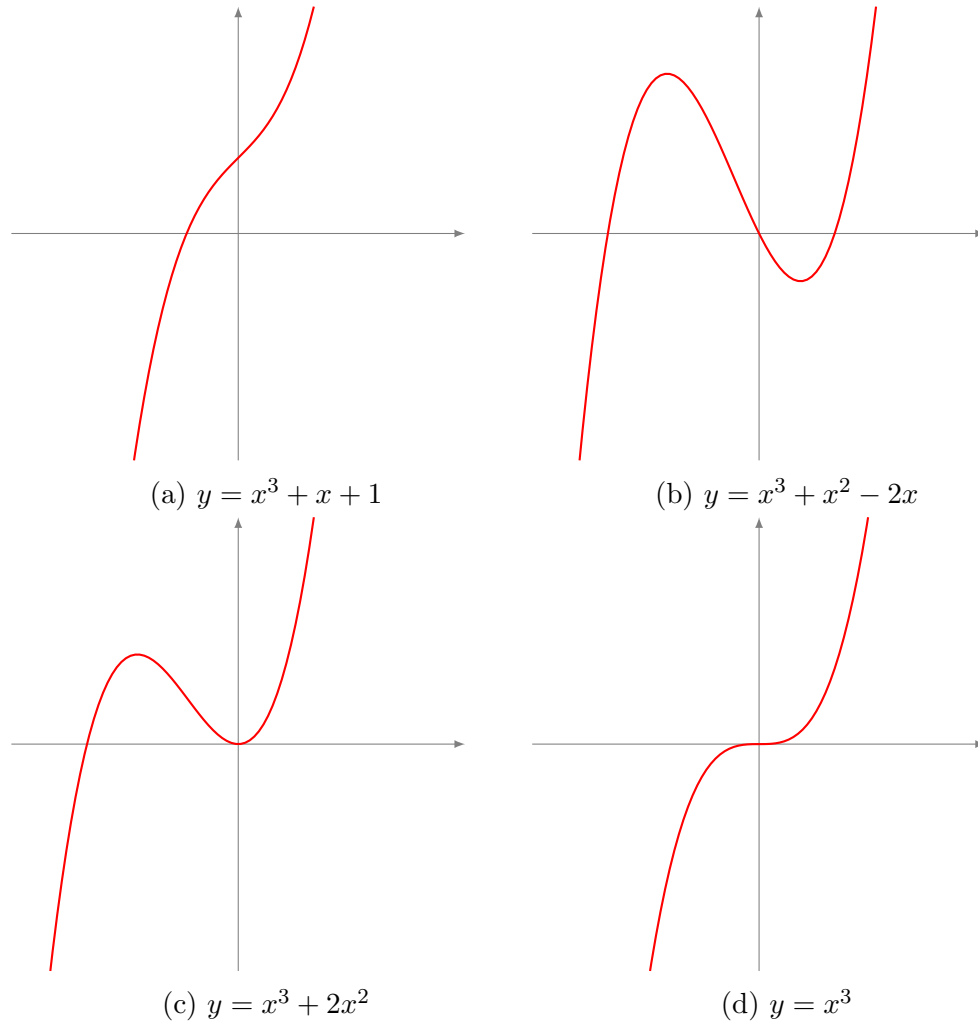 (a) y = x³ + x + 1
(b) y = x³ + x² − 2x
(c) y = x³ + 2x²
(d) y = x³